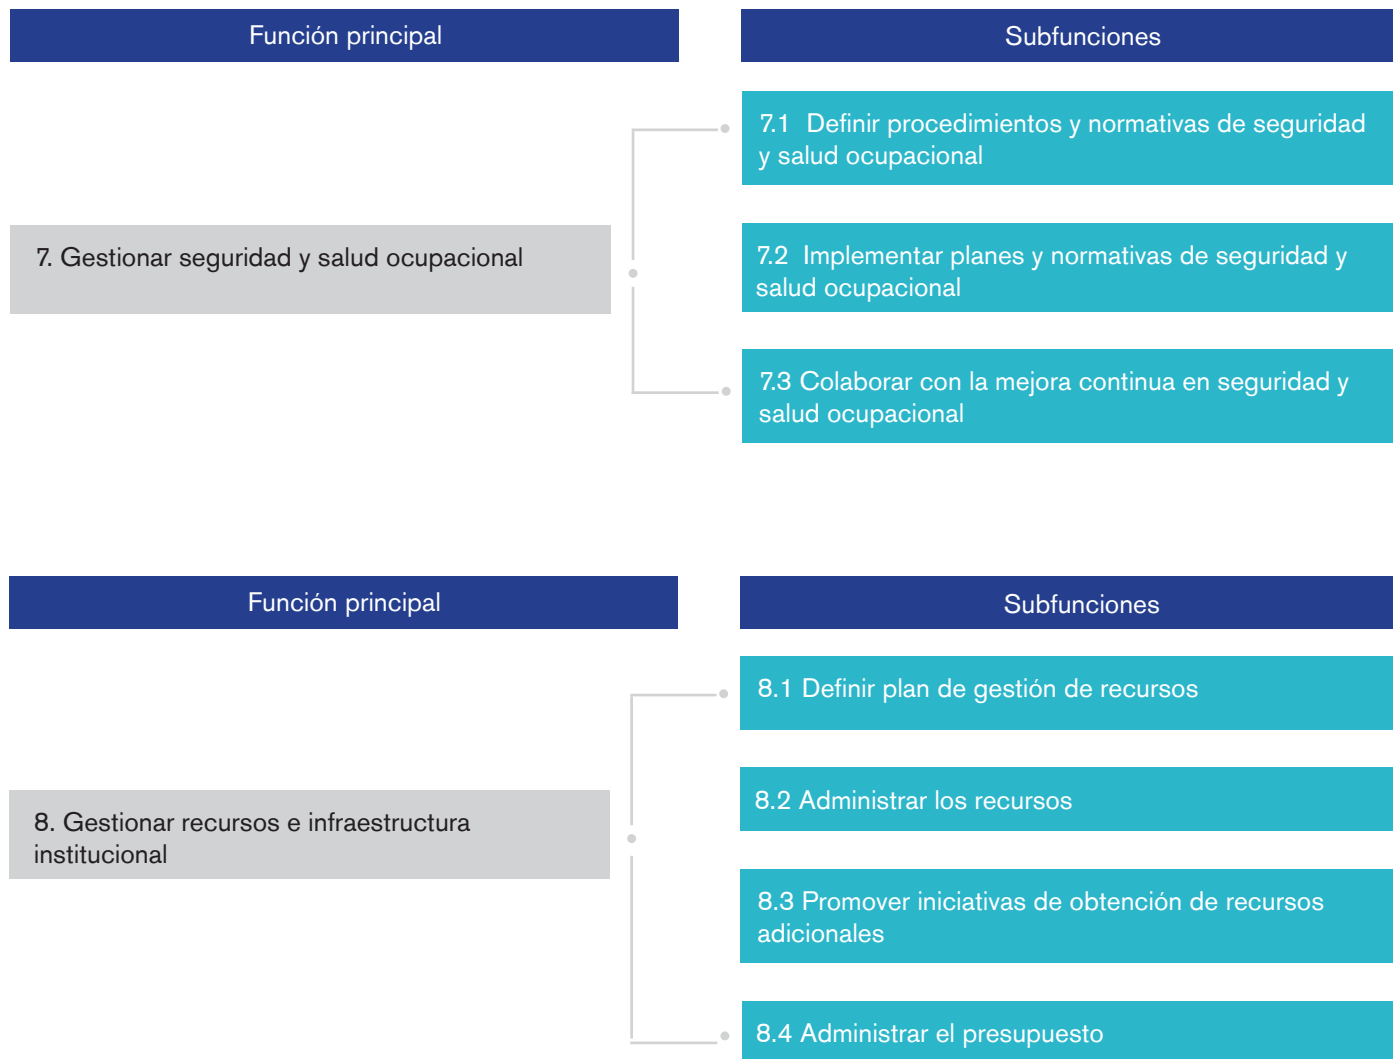 Función principal
Subfunciones
7.1 Definir procedimientos y normativas de seguridad
y salud ocupacional
7. Gestionar seguridad y salud ocupacional
7.2 Implementar planes y normativas de seguridad y
salud ocupacional
7.3 Colaborar con la mejora continua en seguridad y
salud ocupacional
Función principal
Subfunciones
8.1 Definir plan de gestión de recursos
8. Gestionar recursos e infraestructura
institucional
8.2 Administrar los recursos
8.3 Promover iniciativas de obtención de recursos
adicionales
8.4 Administrar el presupuesto